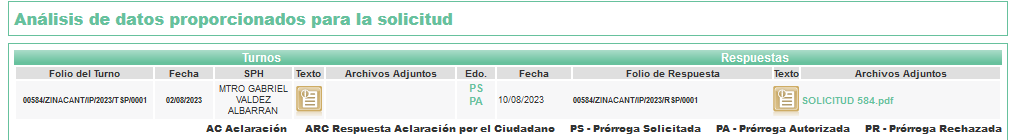 Análisis de datos proporcionados para la solicitud
Turnos Respuestas
Folio del Turno Fecha SPH Texto Archivos Adjuntos Edo. Fecha Folio de Respuesta Texto Archivos Adjuntos
00584/ZINACANT/IP/2023/TSP/0001 02/08/2023 MTRO GABRIEL VALDEZ ALBARRAN PS PA 10/08/2023 00584/ZINACANT/IP/2023/RSP/0001 SOLICITUD 584.pdf
AC Aclaración ARC Respuesta Aclaración por el Ciudadano PS - Prórroga Solicitada PA - Prórroga Autorizada PR - Prórroga Rechazada